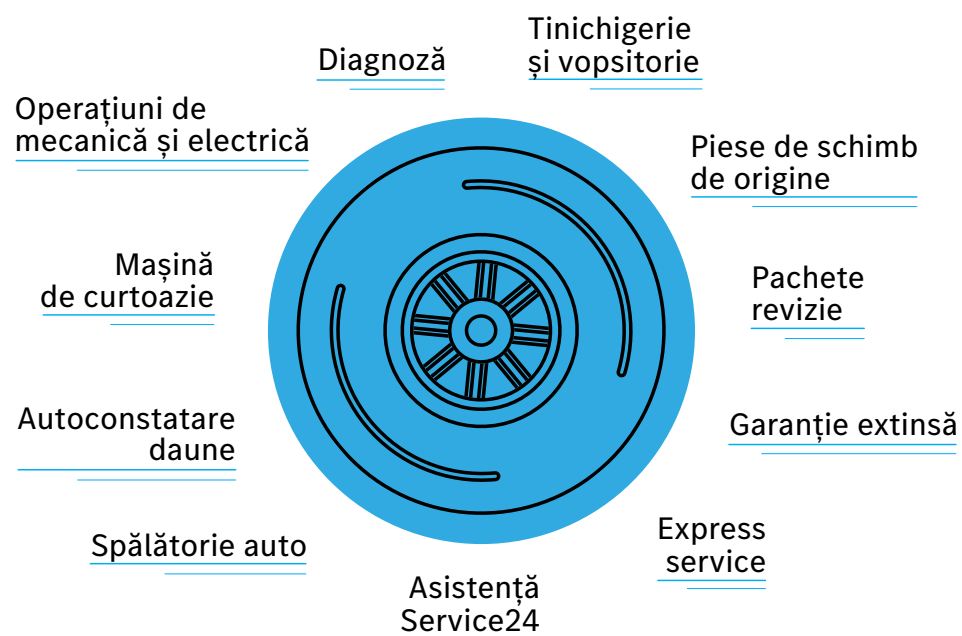 Tinichigerie
și vopsitorie
Diagnoză
Operațiuni de
mecanică și electrică
Piese de schimb
de origine
Mașină
de curtoazie
Pachete
revizie
Autoconstatare
daune
Garanție extinsă
Spălătorie auto
Express
service
Asistență
Service24